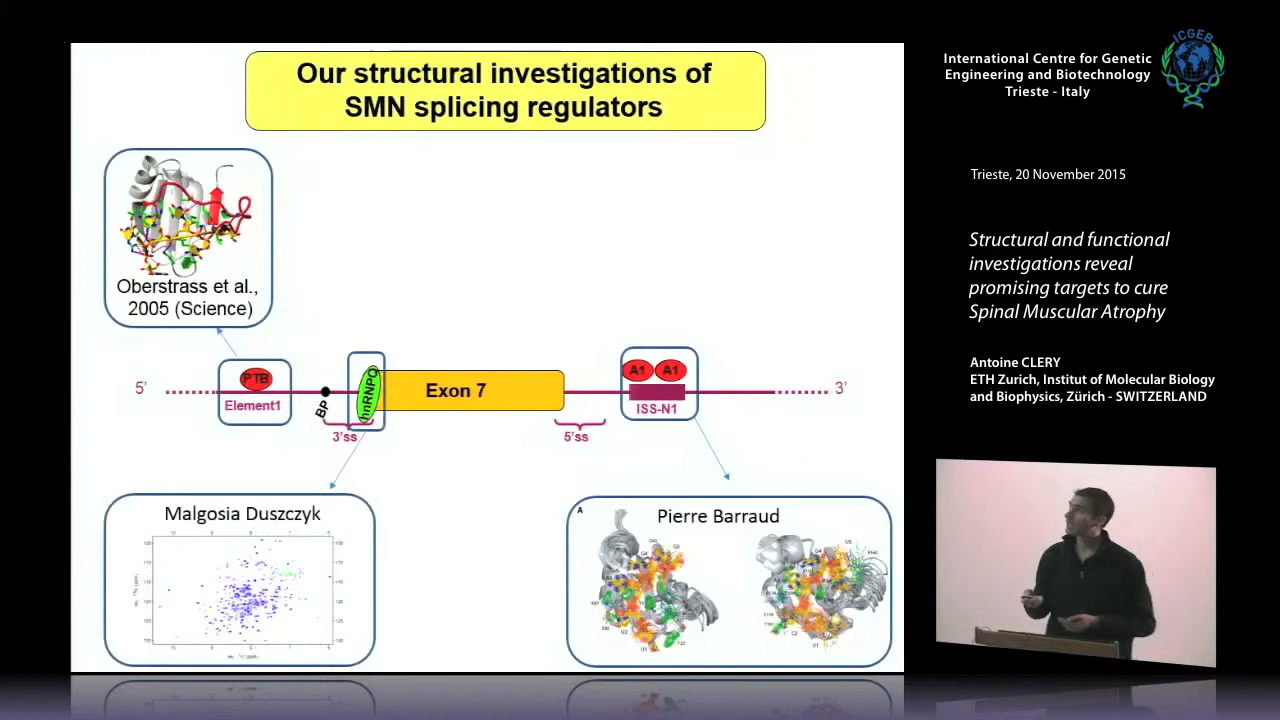 Our structural investigations of
SMN splicing regulators
Oberstrass et al.,
2005 (Science)
5'
PTB
Element1
BP
hnRNPQ
3'ss
Exon 7
5'ss
A1 A1
ISS-N1
3'
Malgosia Duszczyk
A
Pierre Barraud
ICGEB
International Centre for Genetic
Engineering and Biotechnology
Trieste - Italy
Trieste, 20 November 2015
Structural and functional
investigations reveal
promising targets to cure
Spinal Muscular Atrophy
Antoine CLERY
ETH Zurich, Institut of Molecular Biology
and Biophysics, Zürich - SWITZERLAND